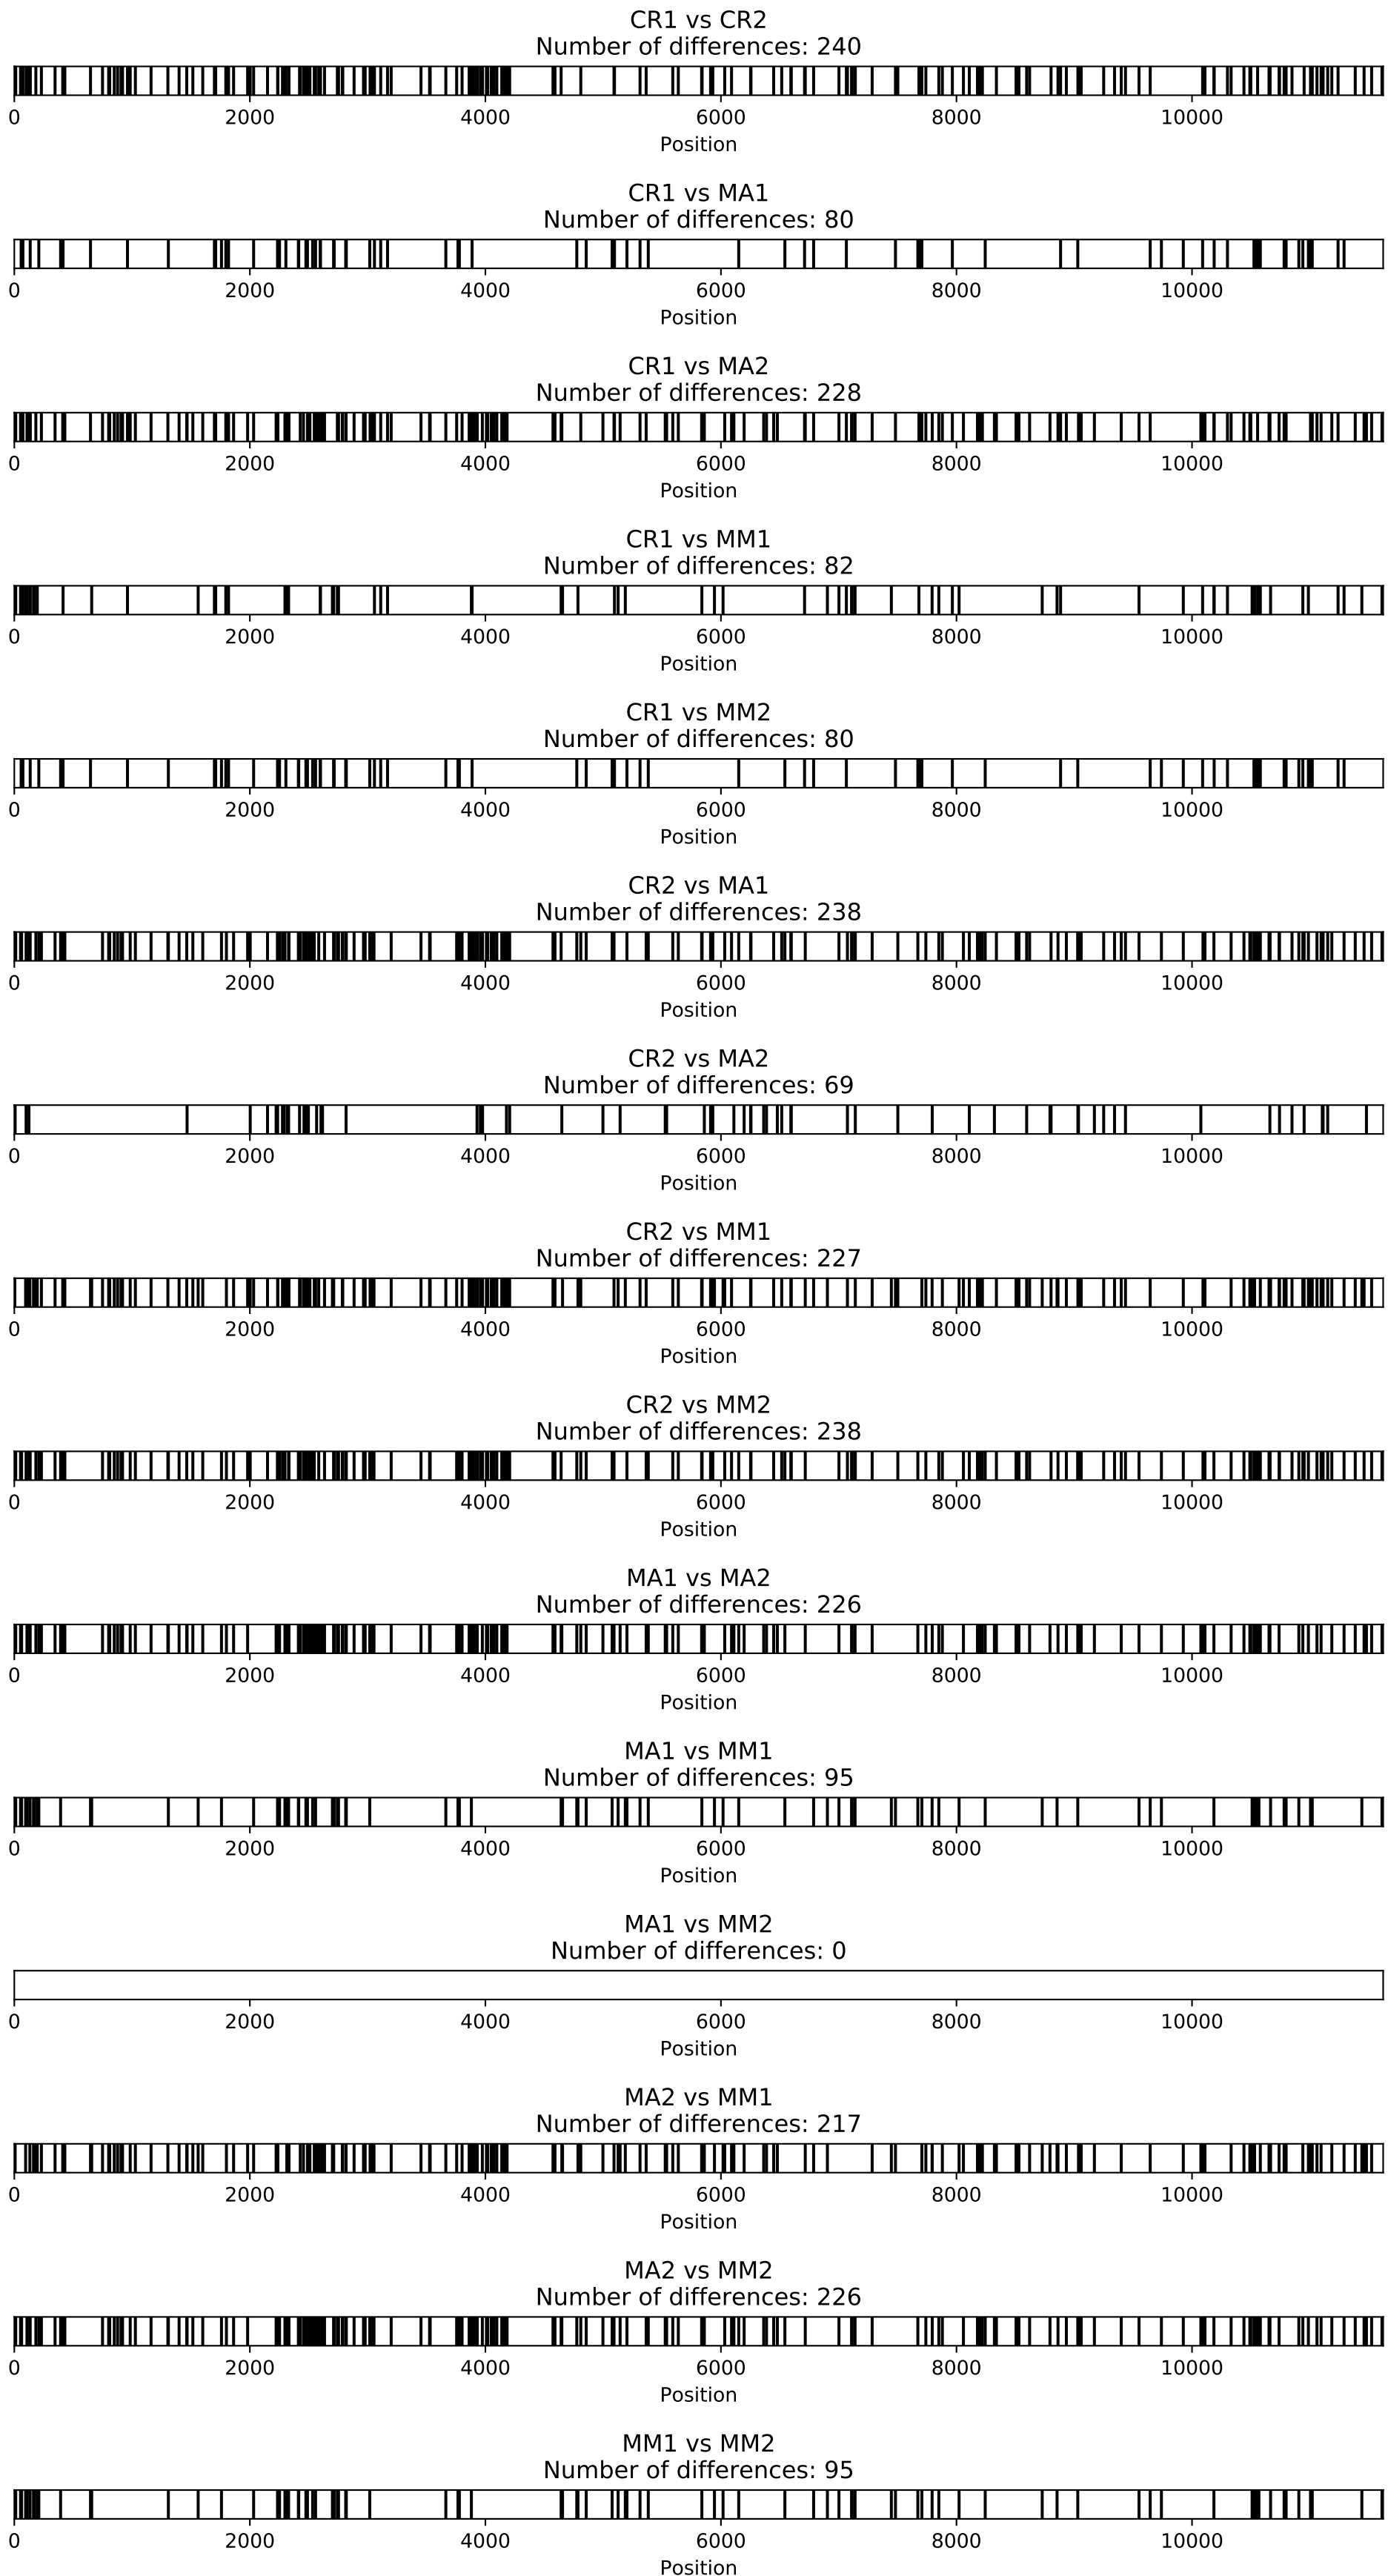 CR1 vs CR2
Number of differences: 240
0 2000 4000 6000 8000 10000
Position
CR1 vs MA1
Number of differences: 80
0 2000 4000 6000 8000 10000
Position
CR1 vs MA2
Number of differences: 228
0 2000 4000 6000 8000 10000
Position
CR1 vs MM1
Number of differences: 82
0 2000 4000 6000 8000 10000
Position
CR1 vs MM2
Number of differences: 80
0 2000 4000 6000 8000 10000
Position
CR2 vs MA1
Number of differences: 238
0 2000 4000 6000 8000 10000
Position
CR2 vs MA2
Number of differences: 69
0 2000 4000 6000 8000 10000
Position
CR2 vs MM1
Number of differences: 227
0 2000 4000 6000 8000 10000
Position
CR2 vs MM2
Number of differences: 238
0 2000 4000 6000 8000 10000
Position
MA1 vs MA2
Number of differences: 226
0 2000 4000 6000 8000 10000
Position
MA1 vs MM1
Number of differences: 95
0 2000 4000 6000 8000 10000
Position
MA1 vs MM2
Number of differences: 0
0 2000 4000 6000 8000 10000
Position
MA2 vs MM1
Number of differences: 217
0 2000 4000 6000 8000 10000
Position
MA2 vs MM2
Number of differences: 226
0 2000 4000 6000 8000 10000
Position
MM1 vs MM2
Number of differences: 95
0 2000 4000 6000 8000 10000
Position